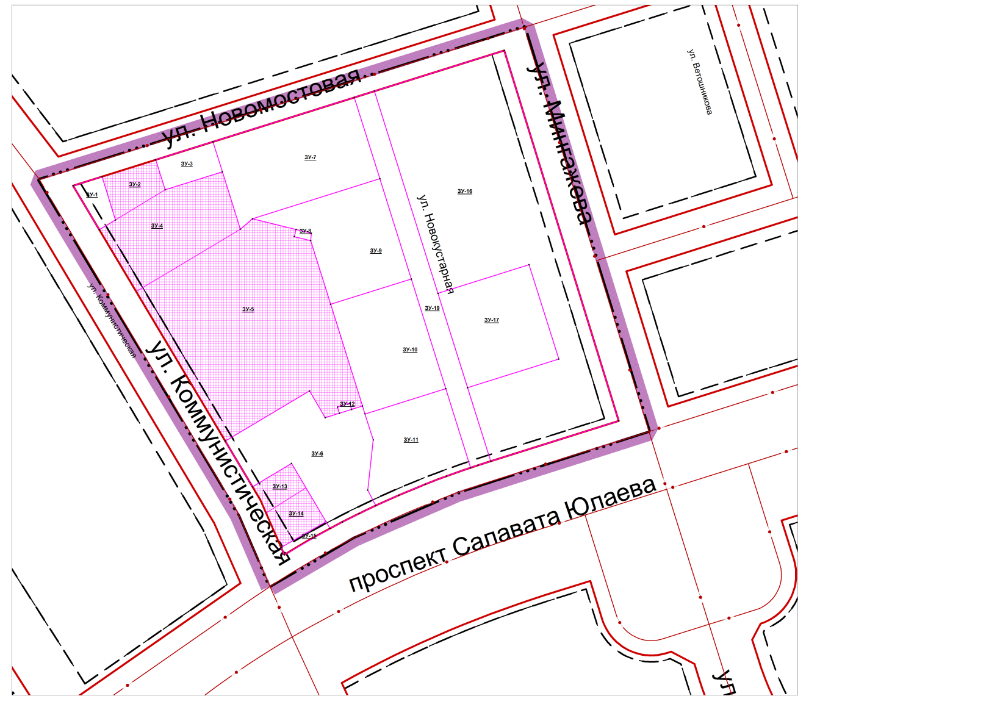 ул. Ветошникова
ул. Новомостовая
ул. Мингажева
ЗУ-7
ЗУ-3
ЗУ-2
ЗУ-1
ЗУ-16
ул. Новокустарная
ЗУ-4
ЗУ-8
ЗУ-9
ул. Коммунистическая
ЗУ-5
ЗУ-19
ЗУ-17
ЗУ-10
ул. Коммунистическая
ЗУ-12
ЗУ-11
ЗУ-6
ЗУ-13
ЗУ-14
ЗУ-15
проспект Салавата Юлаева
ул